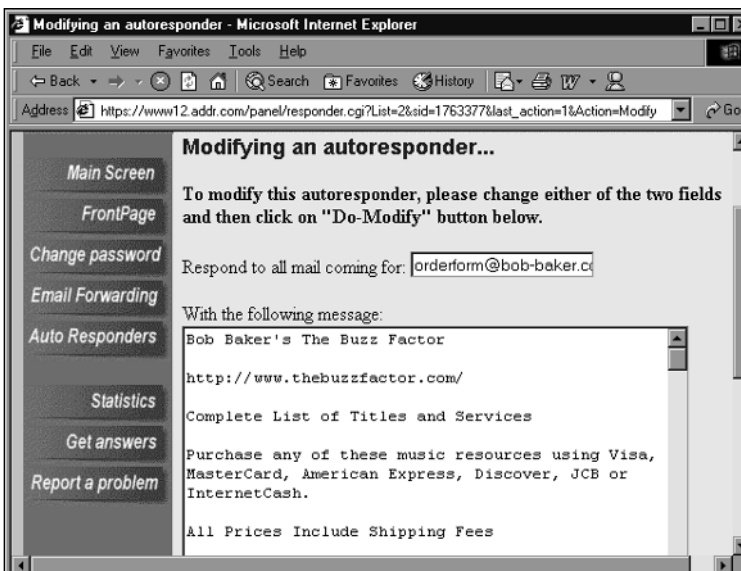 Modifying an autoresponder - Microsoft Internet Explorer
File Edit View Favorites Tools Help
Back Search Favorites History
Address https://www12.addr.com/panel/responder.cgi?List=2&sid=1763377&last_action=1&Action=Modify Go
Main Screen
FrontPage
Change password
Email Forwarding
Auto Responders
Statistics
Get answers
Report a problem
Modifying an autoresponder...
To modify this autoresponder, please change either of the two fields
and then click on "Do-Modify" button below.
Respond to all mail coming for: orderform@bob-baker.co
With the following message:
Bob Baker's The Buzz Factor
http://www.thebuzzfactor.com/
Complete List of Titles and Services
Purchase any of these music resources using Visa,
MasterCard, American Express, Discover, JCB or
InternetCash.
All Prices Include Shipping Fees